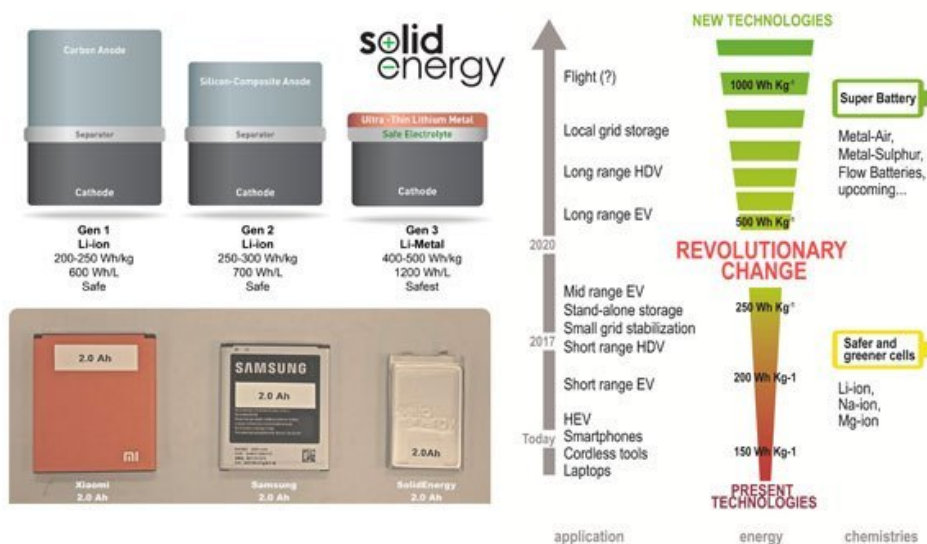 solid
energy
Carbon Anode
Separator
Cathode
Gen 1
Li-ion
200-250 Wh/kg
600 Wh/L
Safe
Silicon-Composite Anode
Separator
Cathode
Gen 2
Li-ion
250-300 Wh/kg
700 Wh/L
Safe
Ultra-Thin Lithium Metal
Safe Electrolyte
Cathode
Gen 3
Li-Metal
400-500 Wh/kg
1200 Wh/L
Safest
2.0 Ah
mi
Xiaomi
2.0 Ah
SAMSUNG
2.0 Ah
Samsung
2.0 Ah
2.0Ah
SolidEnergy
2.0 Ah
Flight (?)
Local grid storage
Long range HDV
Long range EV
2020
Mid range EV
Stand-alone storage
Small grid stabilization
2017
Short range HDV
Short range EV
HEV
Today
Smartphones
Cordless tools
Laptops
application
NEW TECHNOLOGIES
1000 Wh Kg⁻¹
500 Wh Kg⁻¹
REVOLUTIONARY
CHANGE
250 Wh Kg⁻¹
200 Wh Kg-1
150 Wh Kg-1
PRESENT
TECHNOLOGIES
energy
Super Battery
Metal-Air,
Metal-Sulphur,
Flow Batteries,
upcoming...
Safer and
greener cells
Li-ion,
Na-ion,
Mg-ion
chemistries